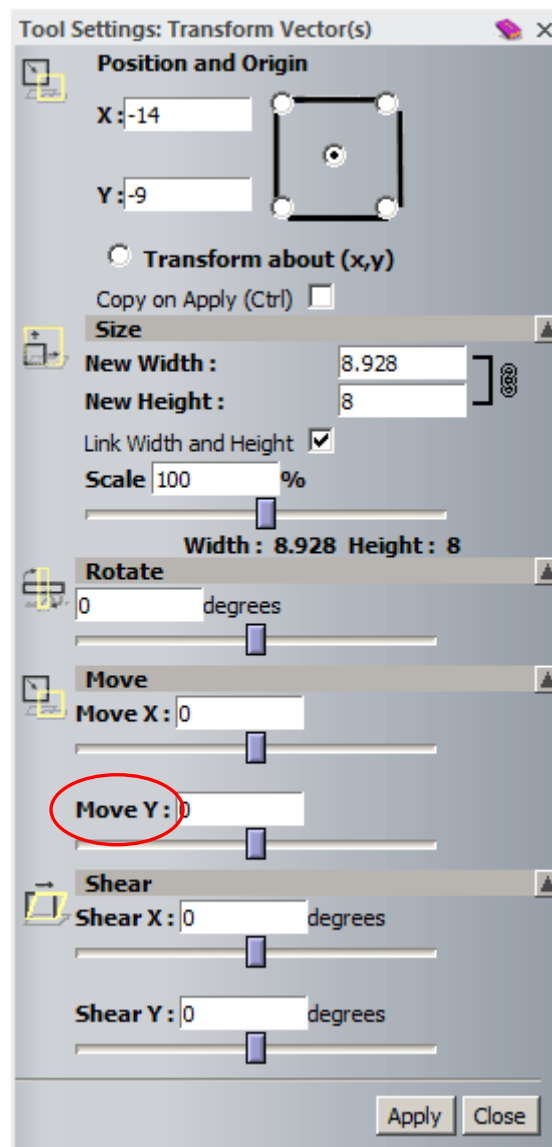 Tool Settings: Transform Vector(s)
Position and Origin
X : -14
Y : -9
Transform about (x,y)
Copy on Apply (Ctrl)
Size
New Width : 8.928
New Height : 8
Link Width and Height
Scale 100 %
Width : 8.928 Height : 8
Rotate
0 degrees
Move
Move X : 0
Move Y : 0
Shear
Shear X : 0 degrees
Shear Y : 0 degrees
Apply Close